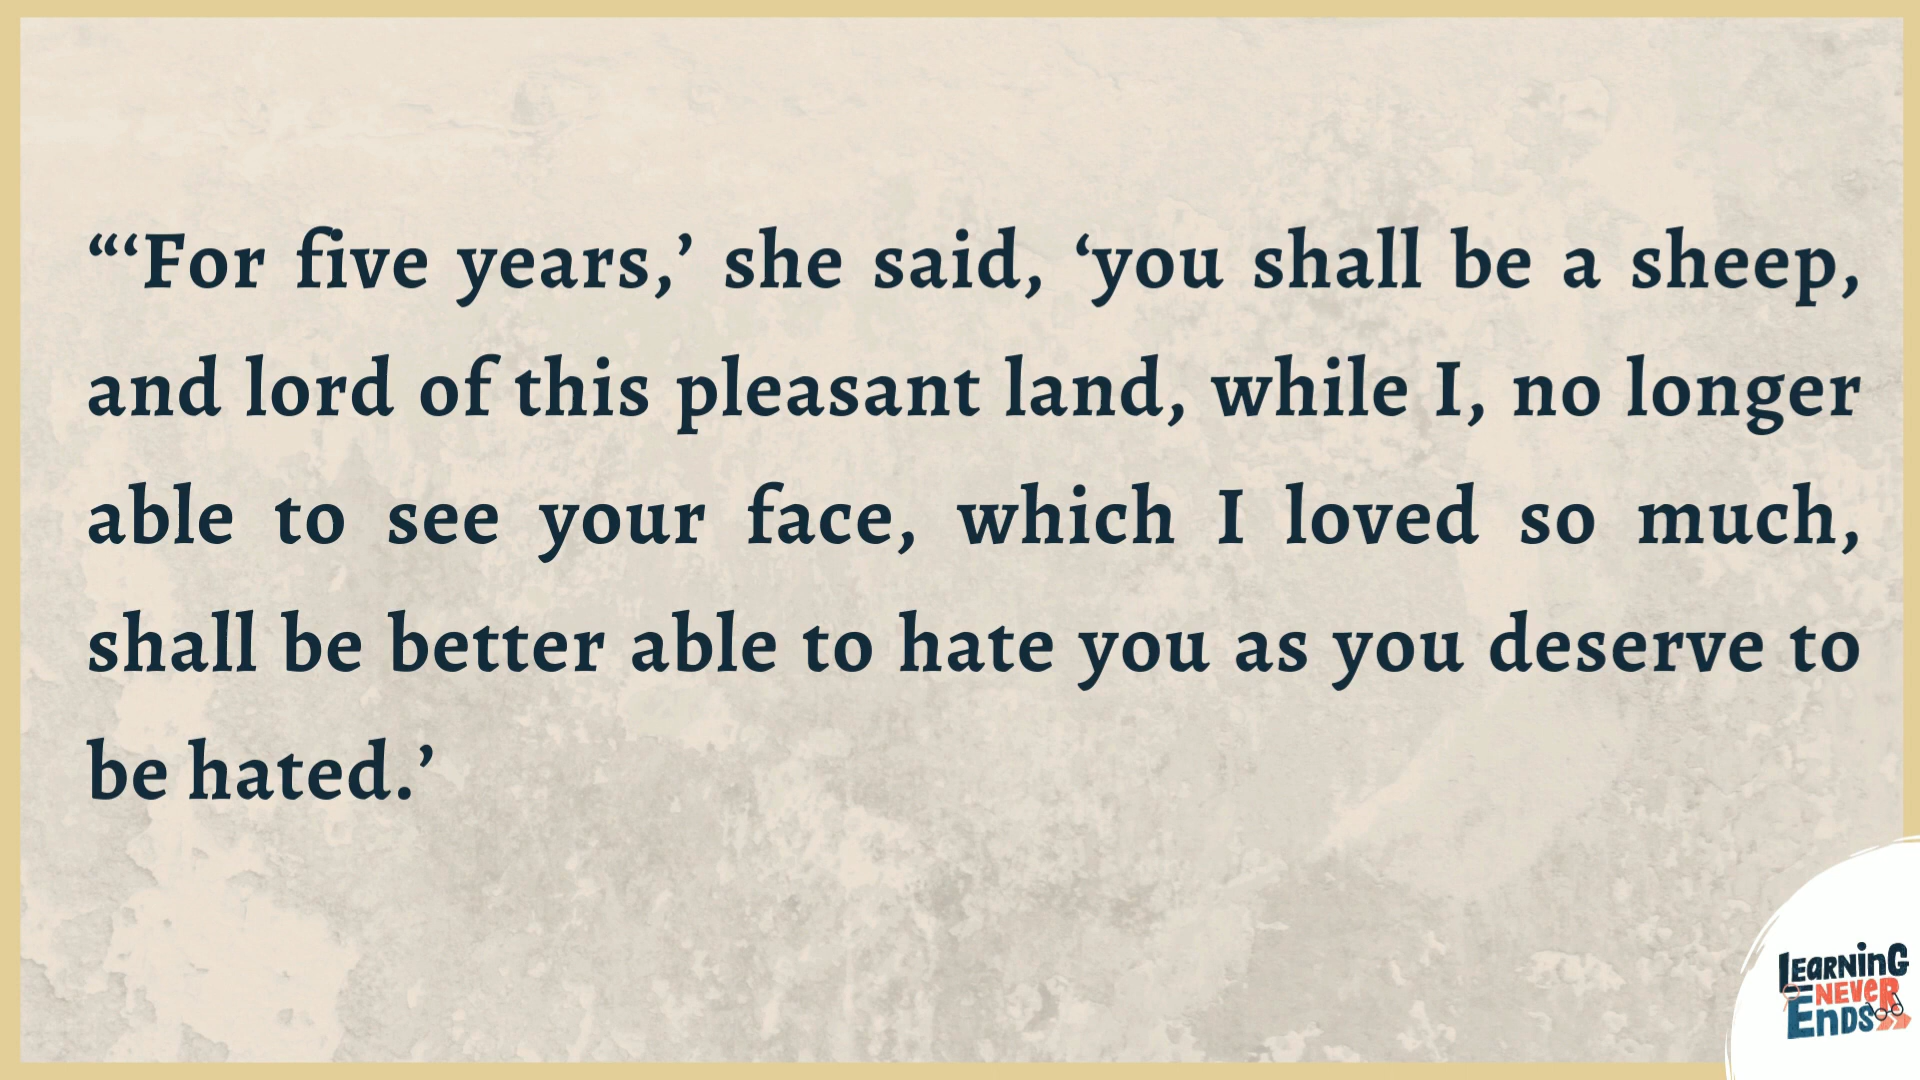 “‘For five years,’ she said, ‘you shall be a sheep,
and lord of this pleasant land, while I, no longer
able to see your face, which I loved so much,
shall be better able to hate you as you deserve to
be hated.’
LEARNinG
NEVER
EnDS